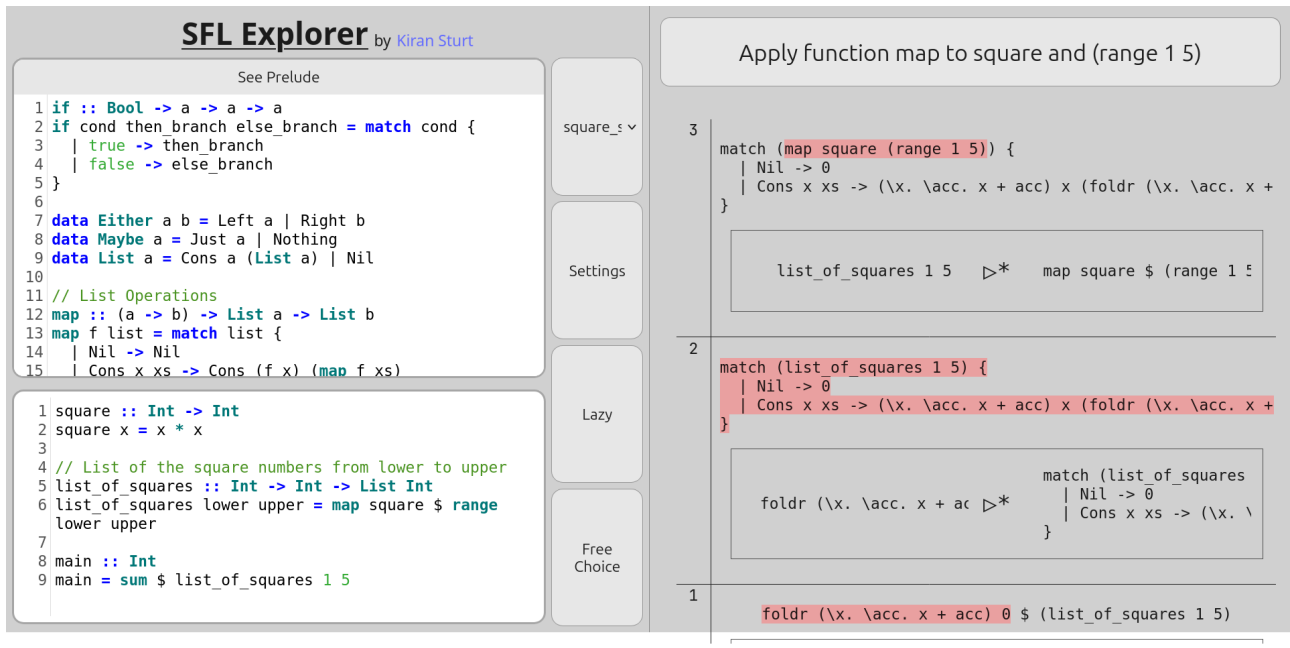 SFL Explorer by Kiran Sturt
See Prelude
1 if :: Bool -> a -> a -> a
2 if cond then_branch else_branch = match cond {
3 | true -> then_branch
4 | false -> else_branch
5 }
6
7 data Either a b = Left a | Right b
8 data Maybe a = Just a | Nothing
9 data List a = Cons a (List a) | Nil
10
11 // List Operations
12 map :: (a -> b) -> List a -> List b
13 map f list = match list {
14 | Nil -> Nil
15 | Cons x xs -> Cons (f x) (map f xs)
1 square :: Int -> Int
2 square x = x * x
3
4 // List of the square numbers from lower to upper
5 list_of_squares :: Int -> Int -> List Int
6 list_of_squares lower upper = map square $ range
lower upper
7
8 main :: Int
9 main = sum $ list_of_squares 1 5
square_s
Settings
Lazy
Free
Choice
Apply function map to square and (range 1 5)
3
match (map square (range 1 5)) {
| Nil -> 0
| Cons x xs -> (\x. \acc. x + acc) x (foldr (\x. \acc. x +
}
list_of_squares 1 5 ▷* map square $ (range 1 5
2
match (list_of_squares 1 5) {
| Nil -> 0
| Cons x xs -> (\x. \acc. x + acc) x (foldr (\x. \acc. x +
}
foldr (\x. \acc. x + ac ▷*
match (list_of_squares
| Nil -> 0
| Cons x xs -> (\x. \
}
1
foldr (\x. \acc. x + acc) 0 $ (list_of_squares 1 5)